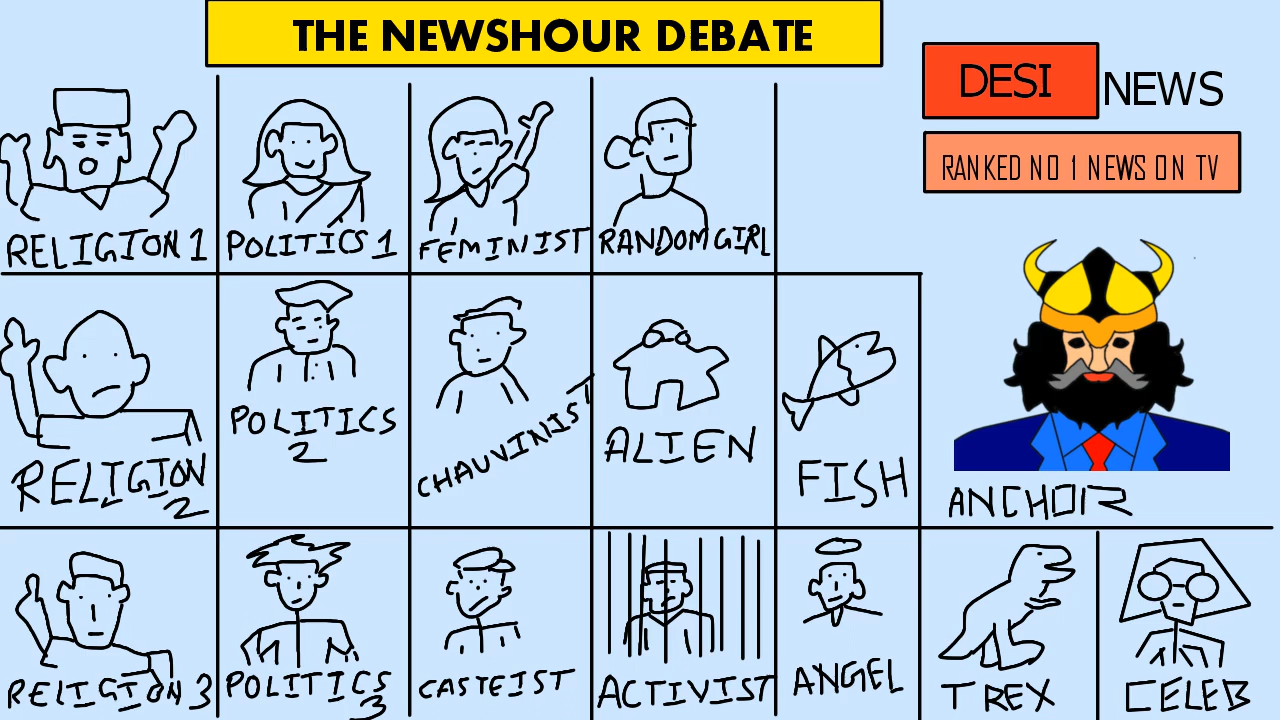 THE NEWSHOUR DEBATE
DESI NEWS
RANKED NO 1 NEWS ON TV
RELIGION 1
POLITICS 1
FEMINIST
RANDOM GIRL
RELIGION 2
POLITICS 2
CHAUVINIST
ALIEN
FISH
ANCHOR
RELIGION 3
POLITICS 3
CASTEIST
ACTIVIST
ANGEL
T REX
CELEB